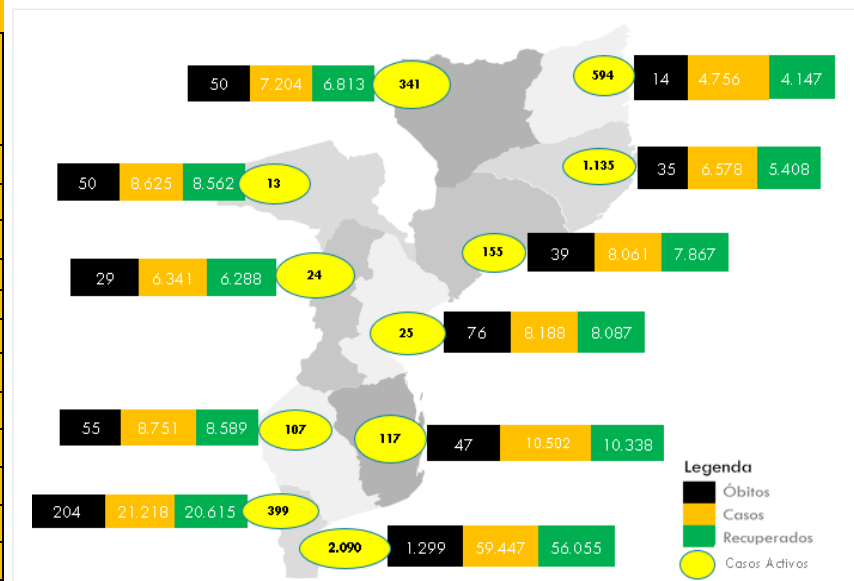 50 7.204 6.813 341
594 14 4.756 4.147
1.135 35 6.578 5.408
50 8.625 8.562 13
155 39 8.061 7.867
29 6.341 6.288 24
25 76 8.188 8.087
55 8.751 8.589 107
117 47 10.502 10.338
Legenda
Óbitos
Casos
Recuperados
Casos Activos
204 21.218 20.615 399
2.090 1.299 59.447 56.055